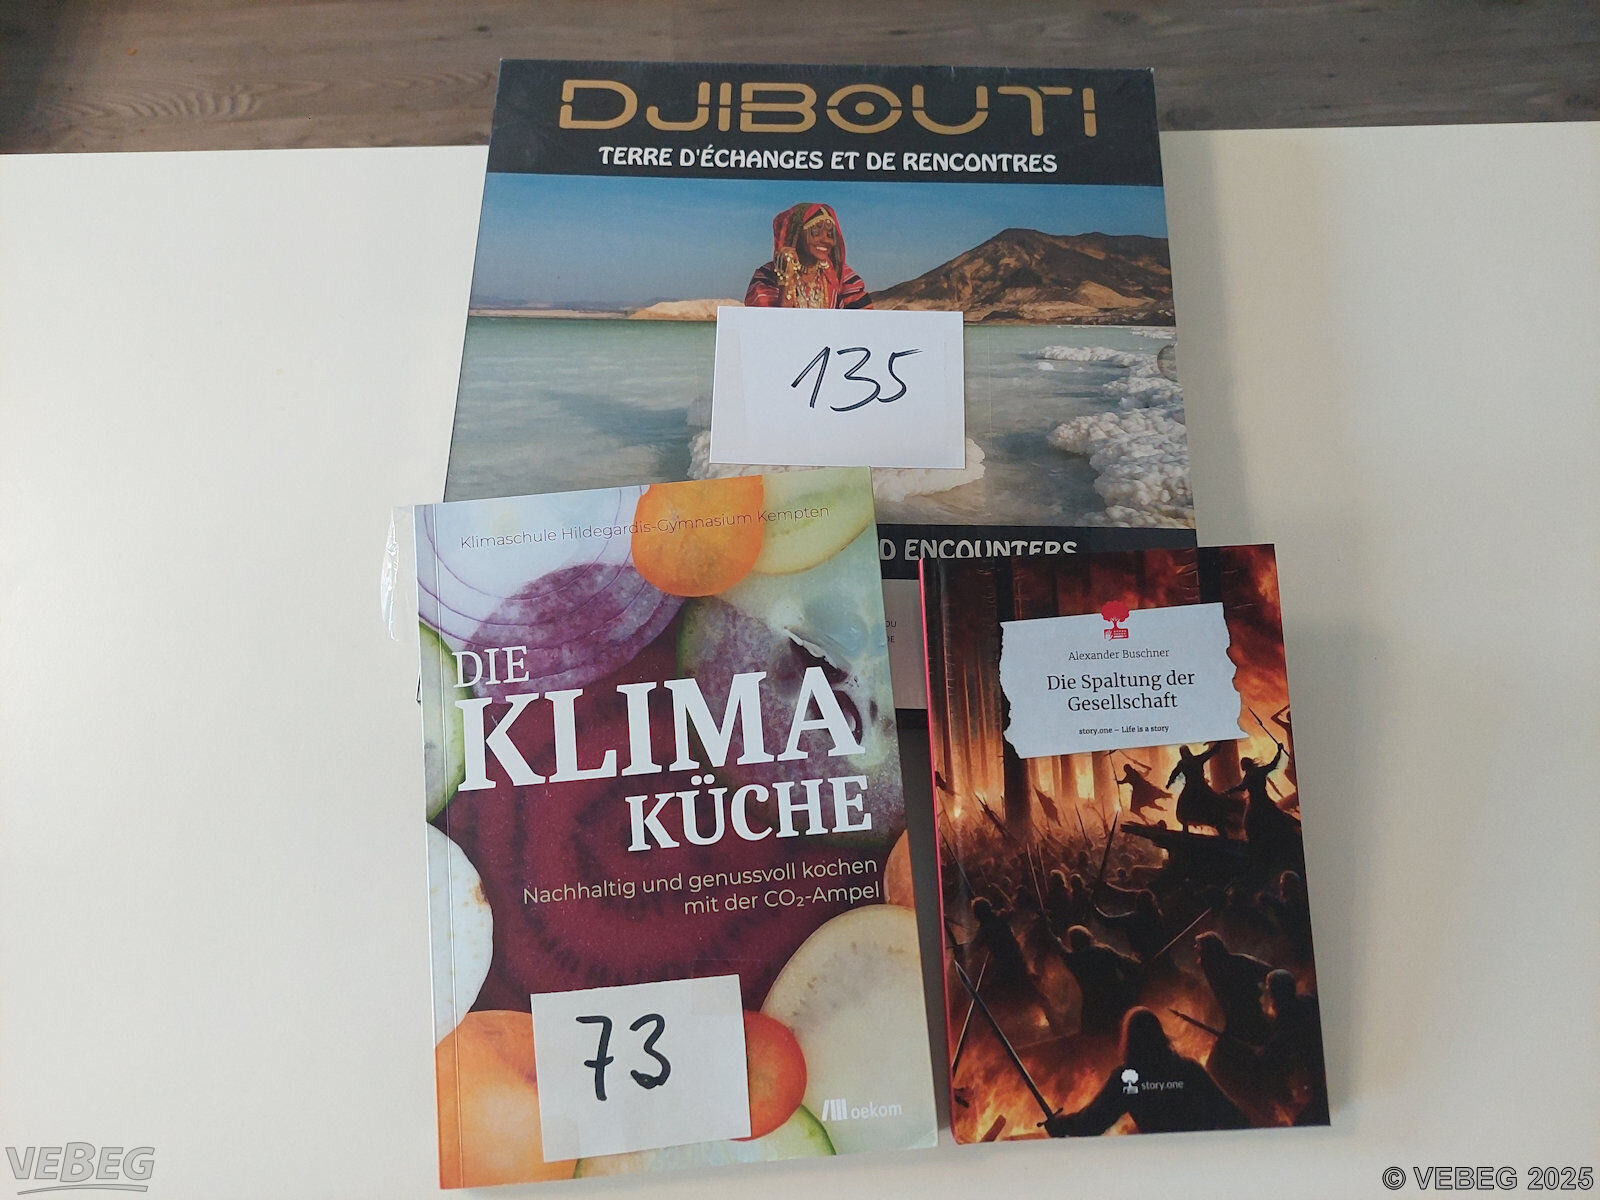 DJIBOUTI
TERRE D'ÉCHANGES ET DE RENCONTRES
135
D ENCOUNTERS
DU
DE
Klimaschule Hildegardis-Gymnasium Kempten
DIE
KLIMA
KÜCHE
Nachhaltig und genussvoll kochen
mit der CO₂-Ampel
73
oekom
Alexander Buschner
Die Spaltung der
Gesellschaft
story.one – Life is a story
story.one
VEBEG
© VEBEG 2025